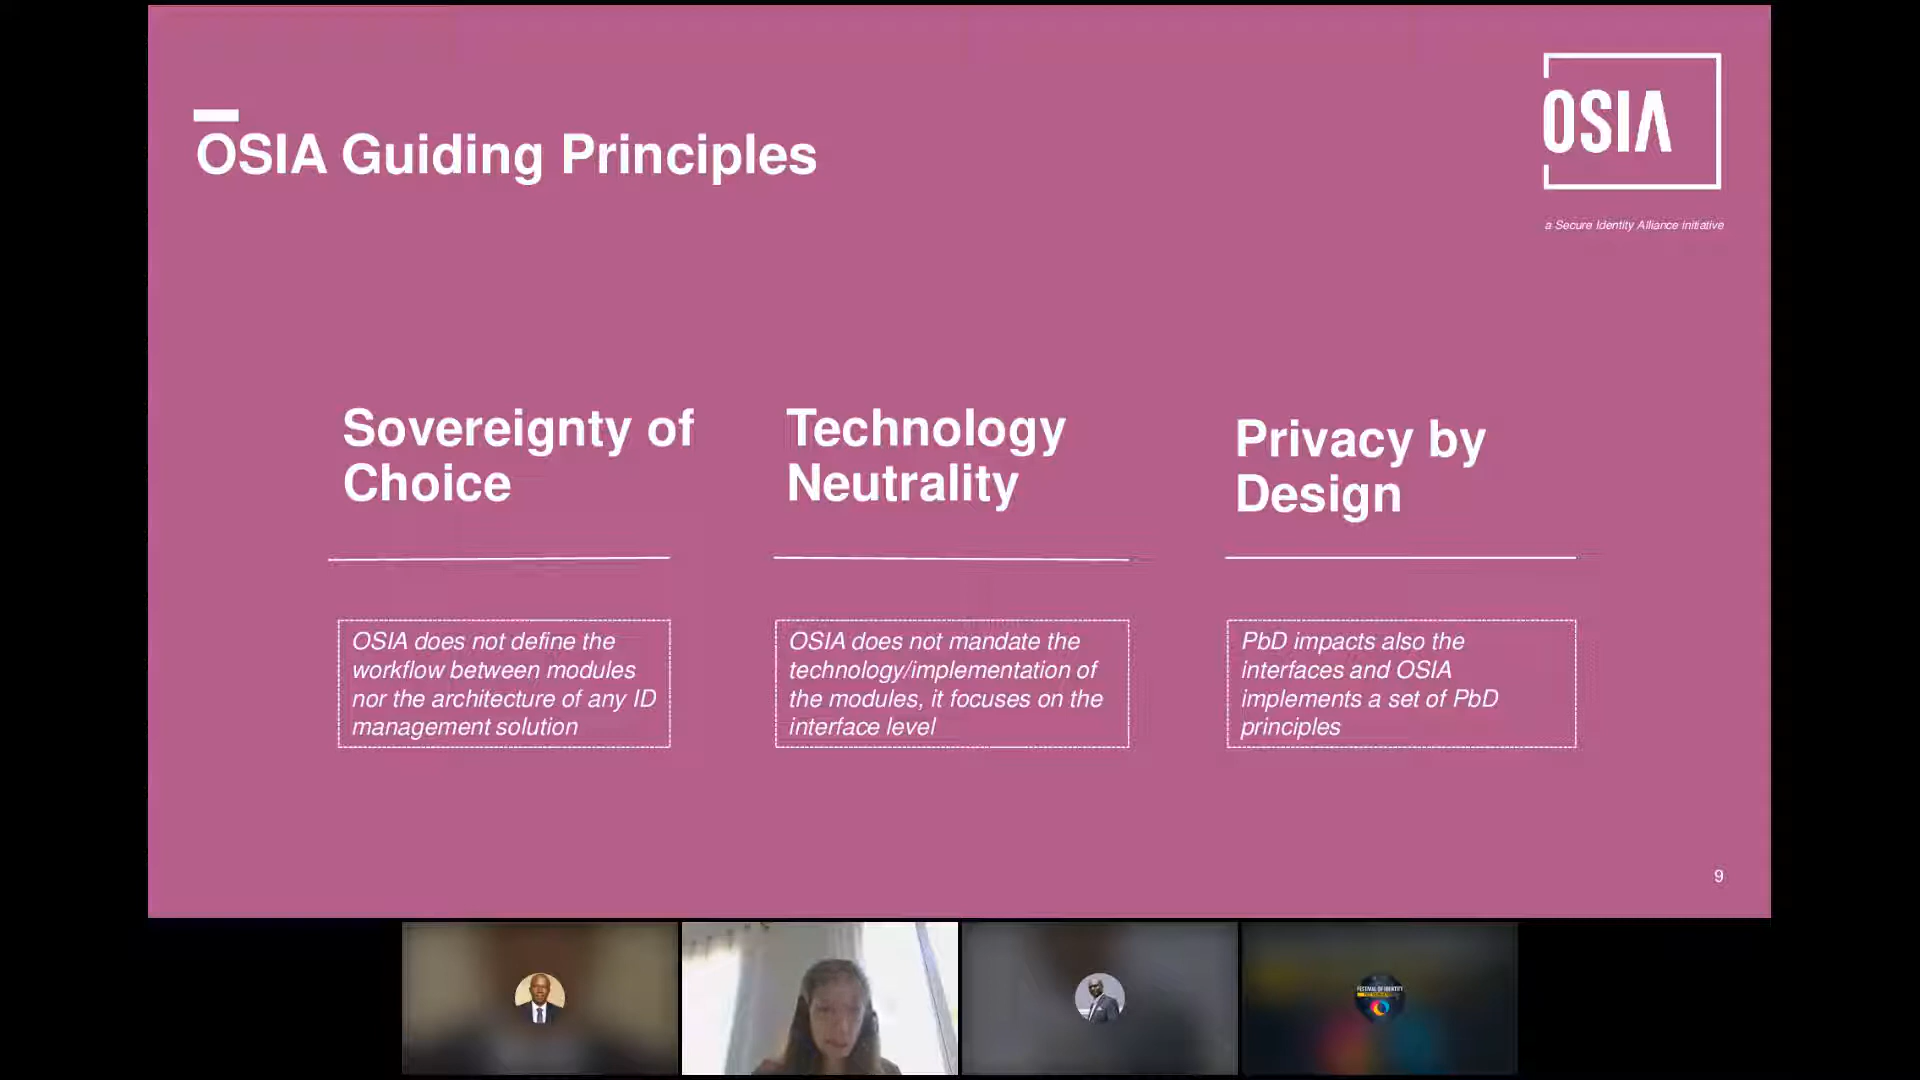 OSIA Guiding Principles
OSIA
a Secure Identity Alliance initiative
Sovereignty of
Choice
OSIA does not define the
workflow between modules
nor the architecture of any ID
management solution
Technology
Neutrality
OSIA does not mandate the
technology/implementation of
the modules, it focuses on the
interface level
Privacy by
Design
PbD impacts also the
interfaces and OSIA
implements a set of PbD
principles
9
FESTIVAL OF IDENTITY